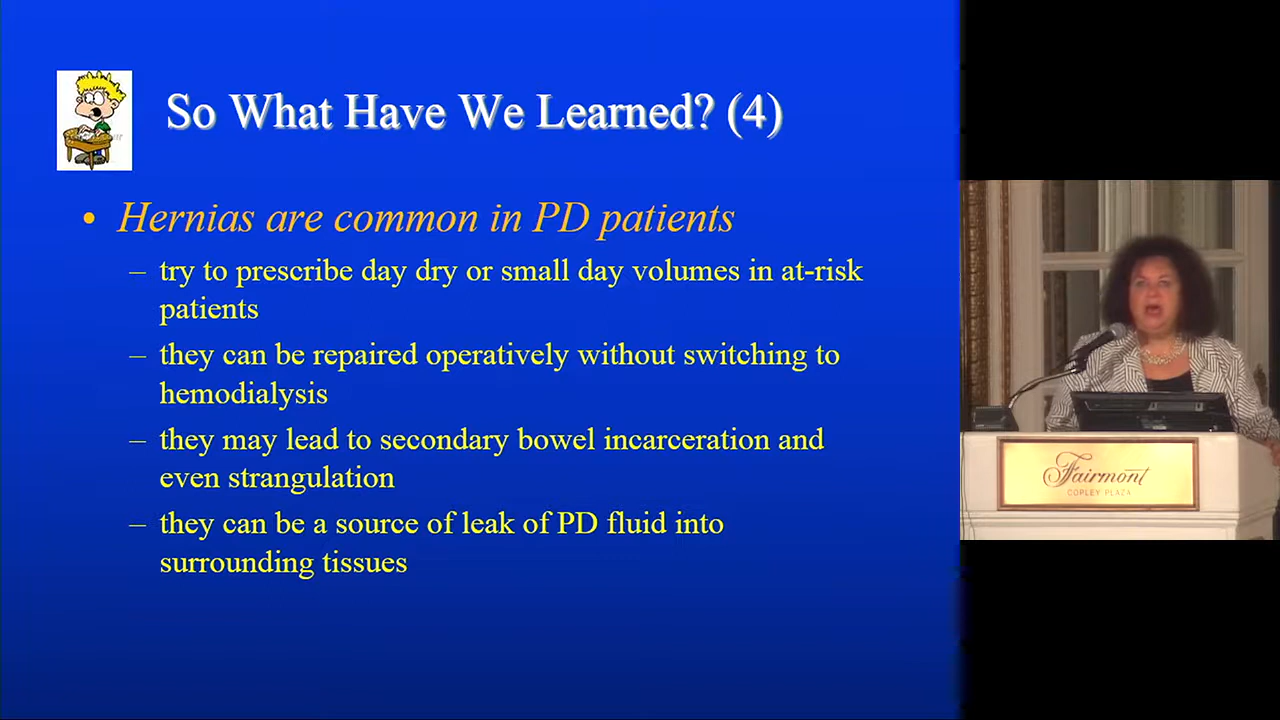 So What Have We Learned? (4)
• Hernias are common in PD patients
– try to prescribe day dry or small day volumes in at-risk
patients
– they can be repaired operatively without switching to
hemodialysis
– they may lead to secondary bowel incarceration and
even strangulation
– they can be a source of leak of PD fluid into
surrounding tissues
Fairmont
COPLEY PLAZA